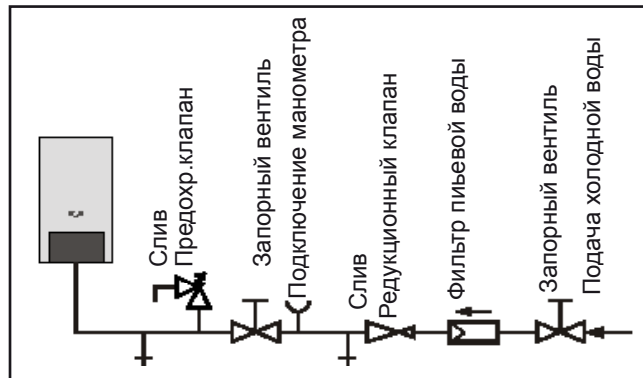 Слив
Предохр.клапан
Запорный вентиль
Подключение манометра
Слив
Редукционный клапан
Фильтр пиьевой воды
Запорный вентиль
Подача холодной воды